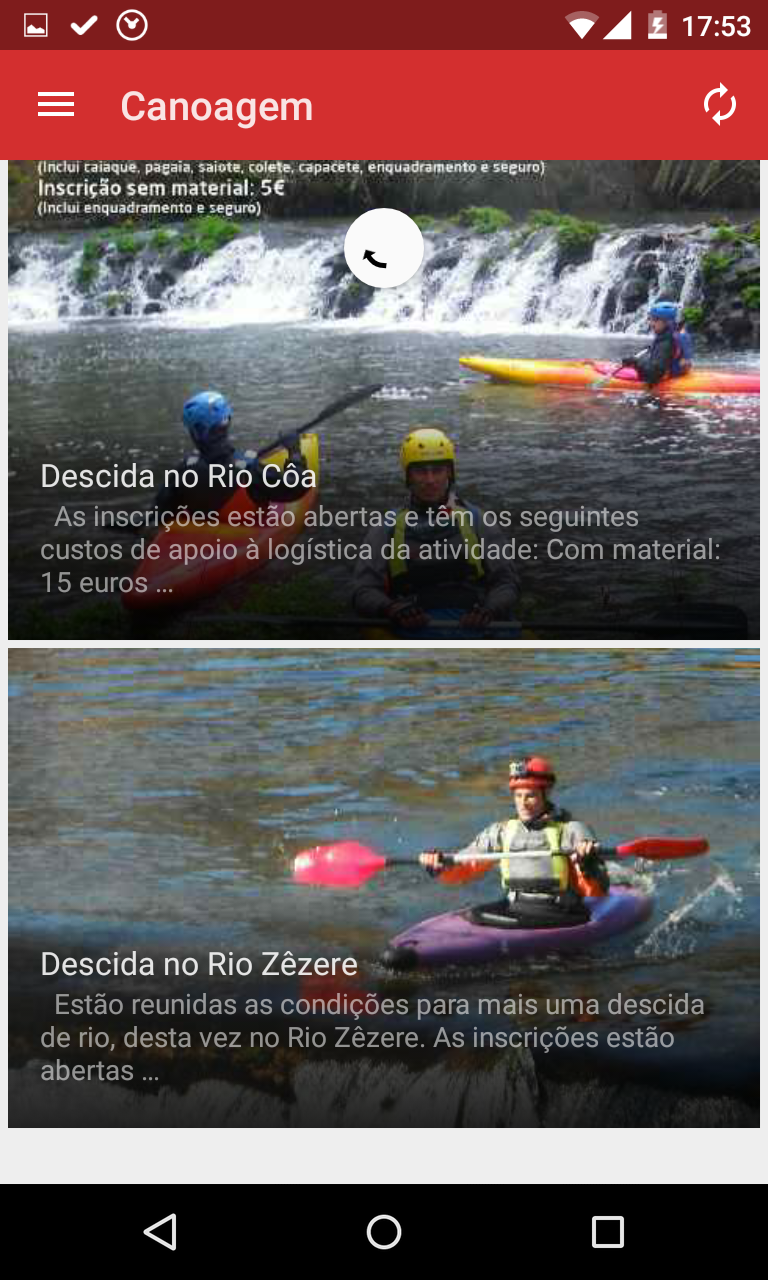 17:53
Canoagem
(Inclui caiaque, pagaia, saiote, colete, capacete, enquadramento e seguro)
Inscrição sem material: 5€
(Inclui enquadramento e seguro)
Descida no Rio Côa
As inscrições estão abertas e têm os seguintes
custos de apoio à logística da atividade: Com material:
15 euros ...
Descida no Rio Zêzere
Estão reunidas as condições para mais uma descida
de rio, desta vez no Rio Zêzere. As inscrições estão
abertas ...